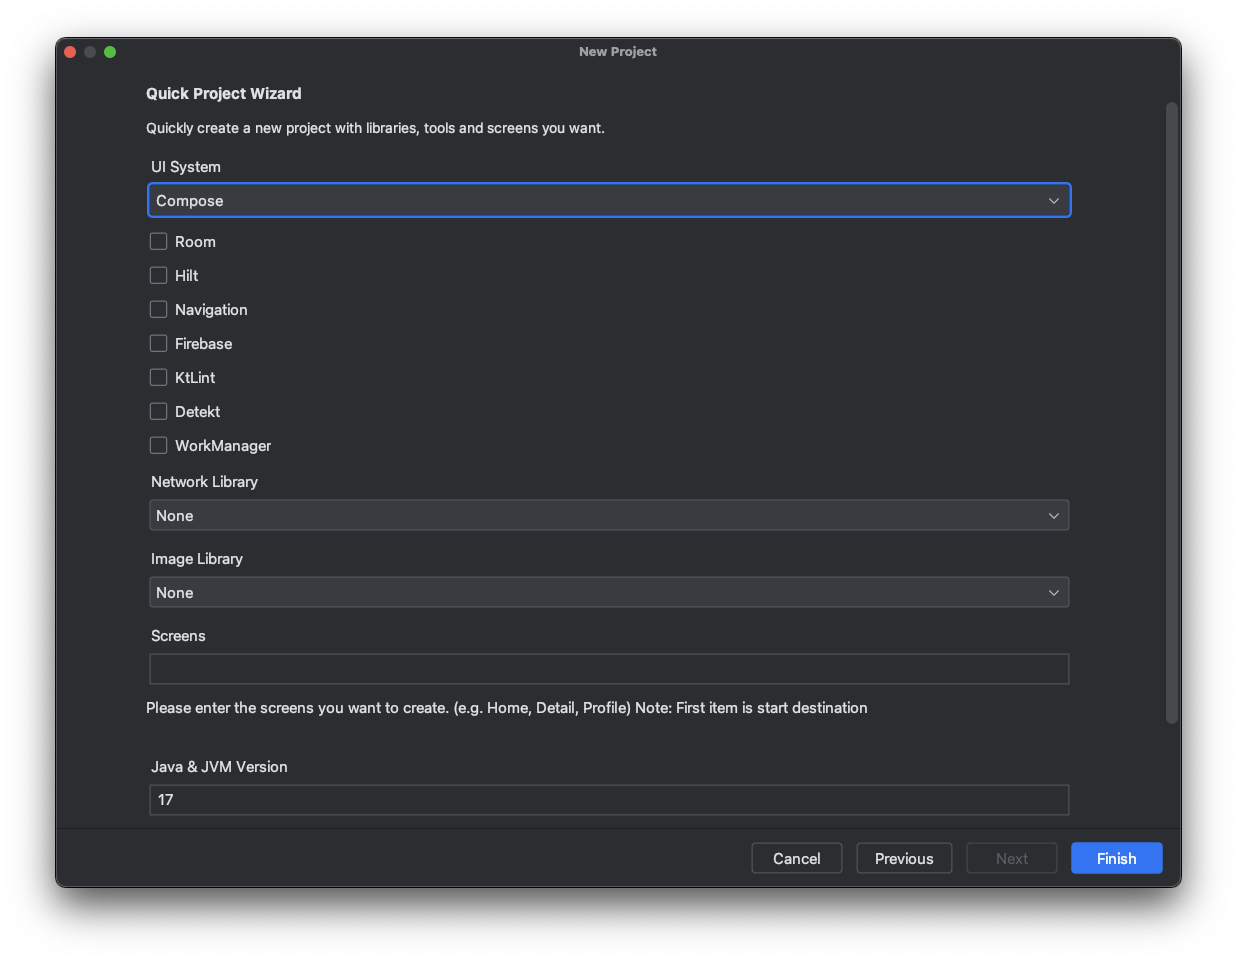 New Project
Quick Project Wizard
Quickly create a new project with libraries, tools and screens you want.
UI System
Compose
Room
Hilt
Navigation
Firebase
KtLint
Detekt
WorkManager
Network Library
None
Image Library
None
Screens
Please enter the screens you want to create. (e.g. Home, Detail, Profile) Note: First item is start destination
Java & JVM Version
17
Cancel
Previous
Next
Finish